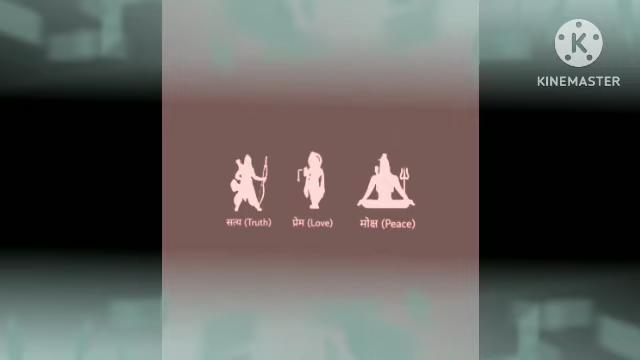 KINEMASTER
सत्य (Truth) प्रेम (Love) मोक्ष (Peace)